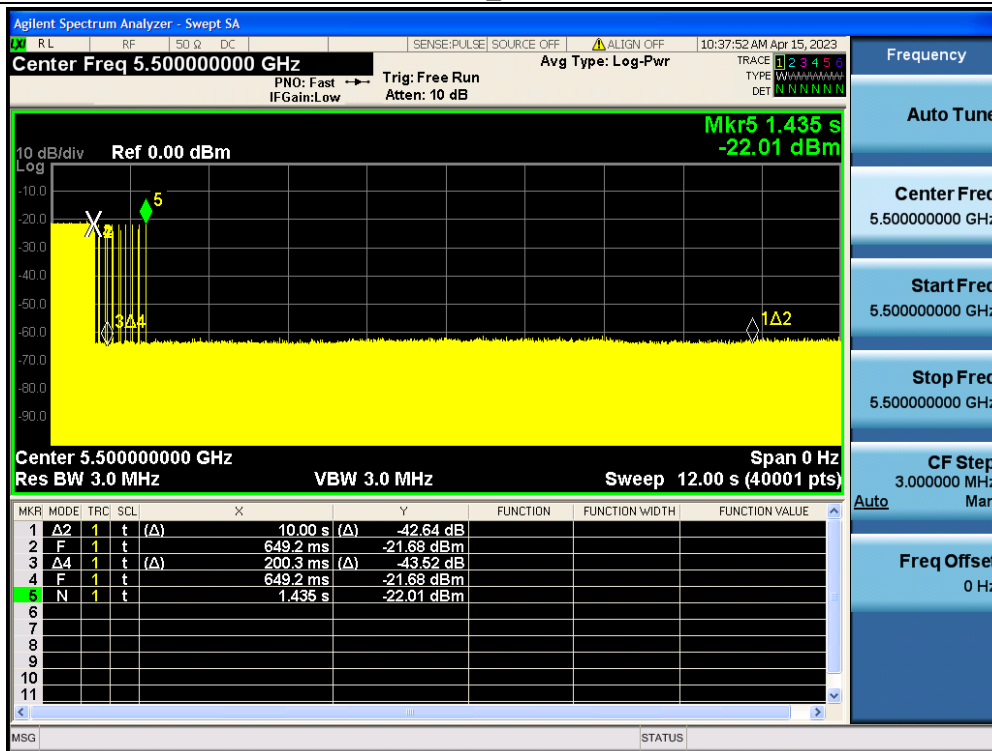 Agilent Spectrum Analyzer - Swept SA
LXI RL RF 50 Ω DC SENSE:PULSE SOURCE OFF ALIGN OFF 10:37:52 AM Apr 15, 2023
Center Freq 5.500000000 GHz Avg Type: Log-Pwr TRACE 1 2 3 4 5 6
PNO: Fast Trig: Free Run TYPE WWWWWW
IFGain:Low Atten: 10 dB DET N N N N N N
Mkr5 1.435 s
10 dB/div Ref 0.00 dBm -22.01 dBm
Log
-10.0
5
-20.0
2
-30.0
-40.0
-50.0
3Δ4 1Δ2
-60.0
-70.0
-80.0
-90.0
Center 5.500000000 GHz Span 0 Hz
Res BW 3.0 MHz VBW 3.0 MHz Sweep 12.00 s (40001 pts)
MKR MODE TRC SCL X Y FUNCTION FUNCTION WIDTH FUNCTION VALUE
1 Δ2 1 t (Δ) 10.00 s (Δ) -42.64 dB
2 F 1 t 649.2 ms -21.68 dBm
3 Δ4 1 t (Δ) 200.3 ms (Δ) -43.52 dB
4 F 1 t 649.2 ms -21.68 dBm
5 N 1 t 1.435 s -22.01 dBm
6
7
8
9
10
11
MSG STATUS
Frequency
Auto Tune
Center Freq
5.500000000 GHz
Start Freq
5.500000000 GHz
Stop Freq
5.500000000 GHz
CF Step
3.000000 MHz
Auto Man
Freq Offset
0 Hz